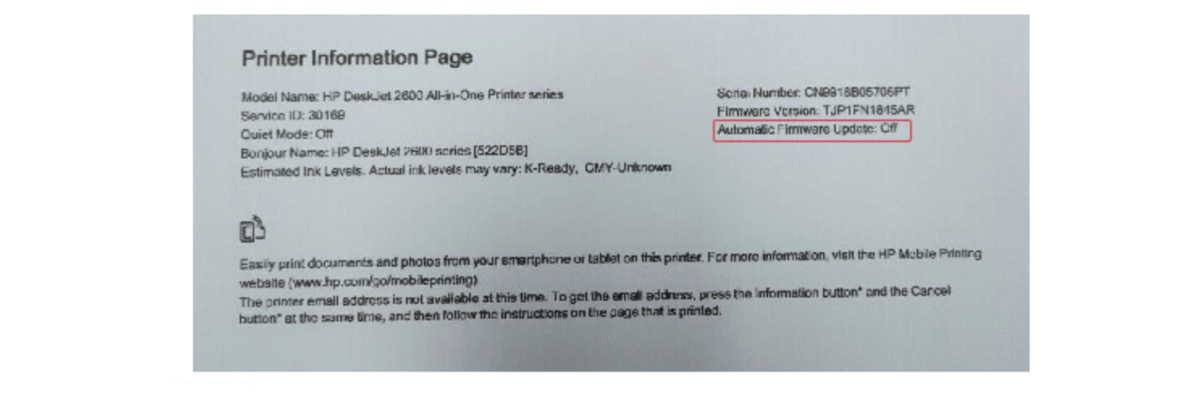 Printer Information Page
Model Name: HP DeskJet 2600 All-in-One Printer series
Service ID: 30169
Quiet Mode: Off
Bonjour Name: HP DeskJet 2600 series [522D5B]
Estimated Ink Levels. Actual ink levels may vary: K-Ready, CMY-Unknown
Serial Number: CN9918B05706PT
Firmware Version: TJP1FN1845AR
Automatic Firmware Update: Off
Easily print documents and photos from your smartphone or tablet on this printer. For more information, visit the HP Mobile Printing
website (www.hp.com/go/mobileprinting)
The printer email address is not available at this time. To get the email address, press the Information button* and the Cancel
button* at the same time, and then follow the instructions on the page that is printed.